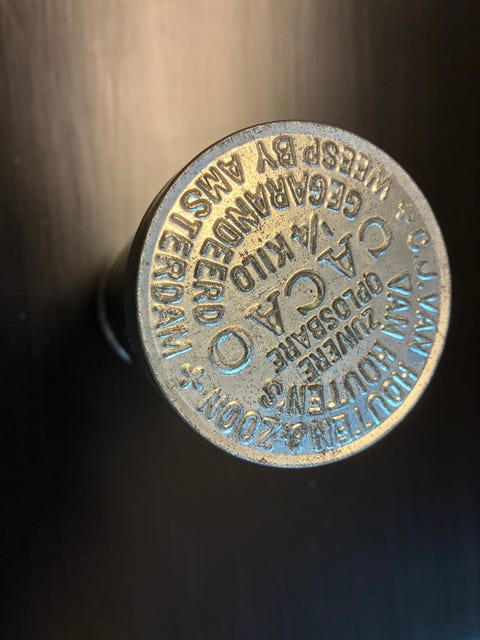 C.J. VAN HOUTEN & ZOON
VAN HOUTEN'S
ZUIVERE
OPLOSBARE
CACAO
¼ KILO
GEGARANDEERD
WEESP BY AMSTERDAM